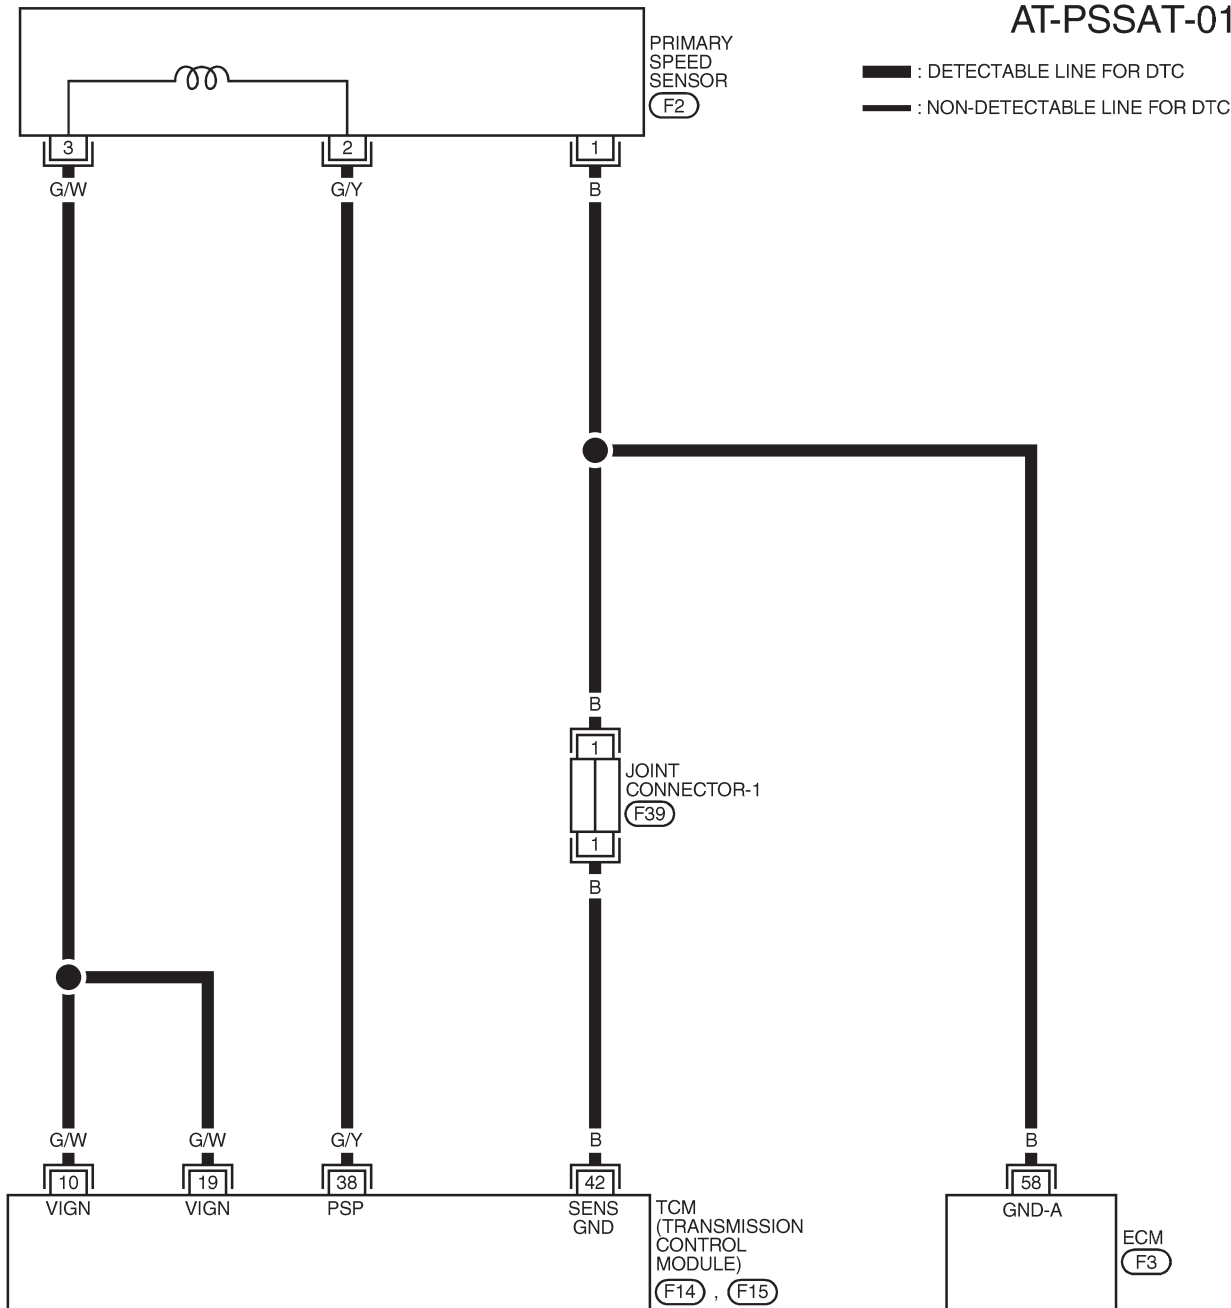 AT-PSSAT-01
: DETECTABLE LINE FOR DTC
: NON-DETECTABLE LINE FOR DTC
PRIMARY
SPEED
SENSOR
F2
3
2
1
G/W
G/Y
B
B
1
JOINT
CONNECTOR-1
F39
1
B
G/W
G/W
G/Y
B
B
10
19
38
42
58
VIGN
VIGN
PSP
SENS
GND
GND-A
TCM
(TRANSMISSION
CONTROL
MODULE)
F14 , F15
ECM
F3